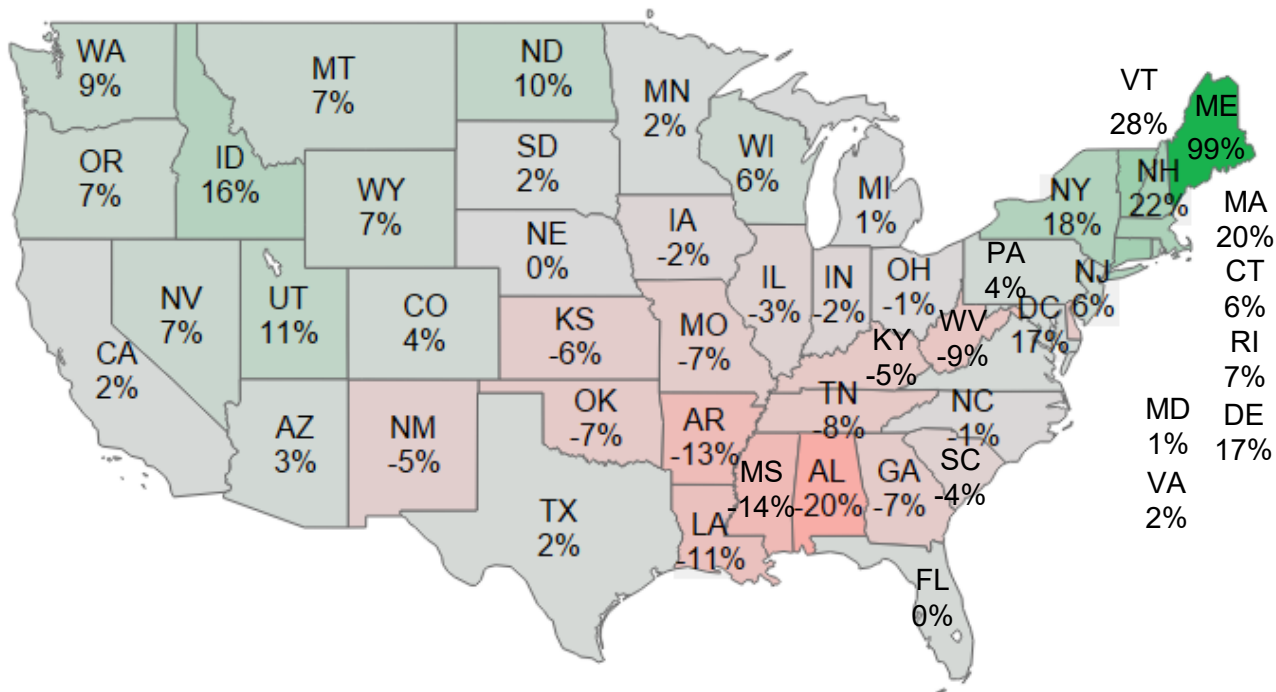 WA
9%
MT
7%
ND
10%
MN
2%
VT
28%
ME
99%
OR
7%
ID
16%
WY
7%
SD
2%
WI
6%
MI
1%
NY
18%
NH
22%
MA
20%
NE
0%
IA
-2%
IL
-3%
IN
-2%
OH
-1%
PA
4%
NJ
6%
CT
6%
NV
7%
UT
11%
CO
4%
KS
-6%
MO
-7%
KY
-5%
WV
-9%
DC
17%
RI
7%
CA
2%
AZ
3%
NM
-5%
OK
-7%
AR
-13%
TN
-8%
NC
-1%
MD
1%
DE
17%
TX
2%
LA
-11%
MS
-14%
AL
-20%
GA
-7%
SC
-4%
VA
2%
FL
0%